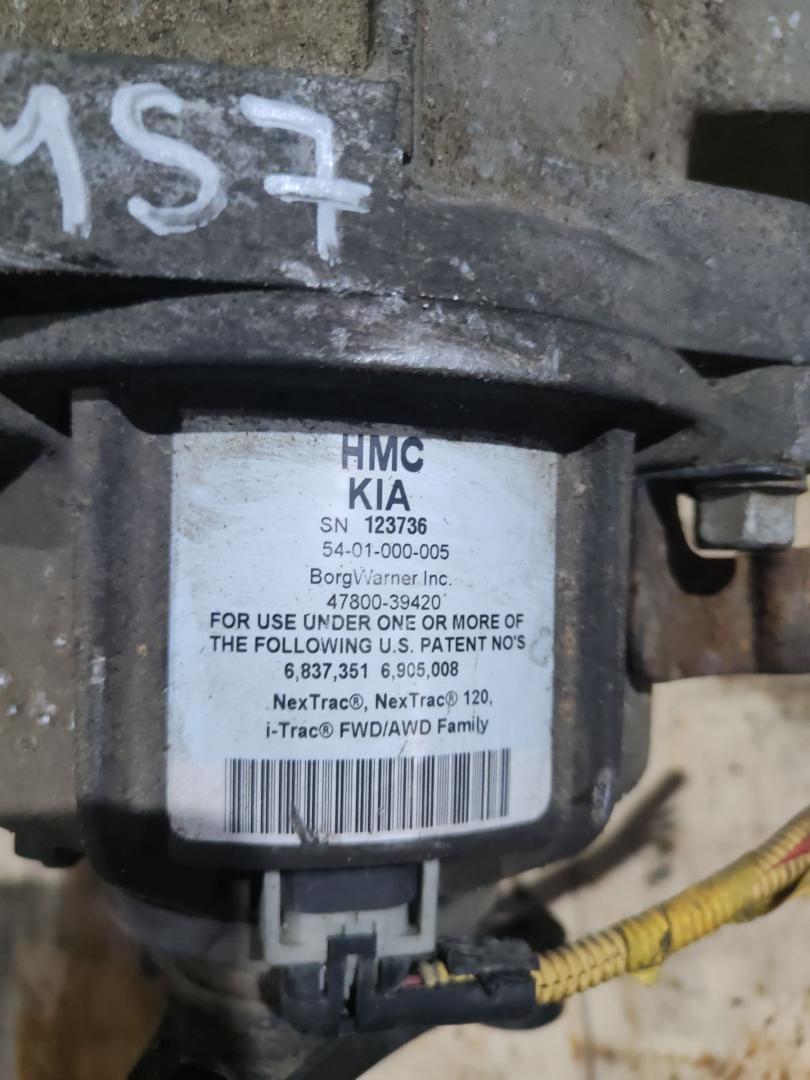 MS7
HMC
KIA
SN 123736
54-01-000-005
BorgWarner Inc.
47800-39420
FOR USE UNDER ONE OR MORE OF
THE FOLLOWING U.S. PATENT NO'S
6,837,351 6,905,008
NexTrac®, NexTrac® 120,
i-Trac® FWD/AWD Family